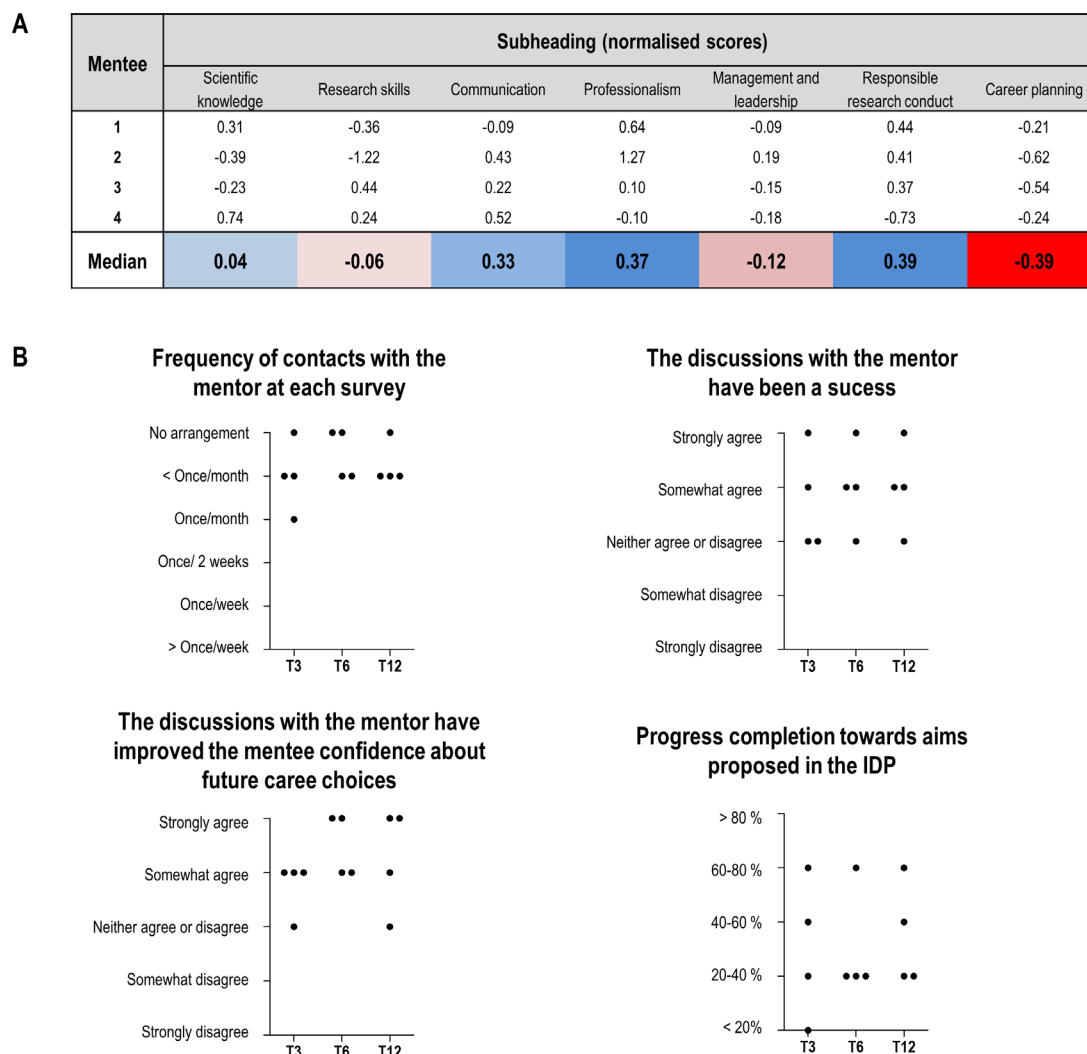 A
Mentee
Subheading (normalised scores)
Scientific
knowledge
Research skills
Communication
Professionalism
Management and
leadership
Responsible
research conduct
Career planning
1 0.31 -0.36 -0.09 0.64 -0.09 0.44 -0.21
2 -0.39 -1.22 0.43 1.27 0.19 0.41 -0.62
3 -0.23 0.44 0.22 0.10 -0.15 0.37 -0.54
4 0.74 0.24 0.52 -0.10 -0.18 -0.73 -0.24
Median 0.04 -0.06 0.33 0.37 -0.12 0.39 -0.39
B
Frequency of contacts with the
mentor at each survey
No arrangement
< Once/month
Once/month
Once/ 2 weeks
Once/week
> Once/week
T3 T6 T12
The discussions with the mentor
have been a sucess
Strongly agree
Somewhat agree
Neither agree or disagree
Somewhat disagree
Strongly disagree
T3 T6 T12
The discussions with the mentor have
improved the mentee confidence about
future caree choices
Strongly agree
Somewhat agree
Neither agree or disagree
Somewhat disagree
Strongly disagree
T3 T6 T12
Progress completion towards aims
proposed in the IDP
> 80 %
60-80 %
40-60 %
20-40 %
< 20%
T3 T6 T12